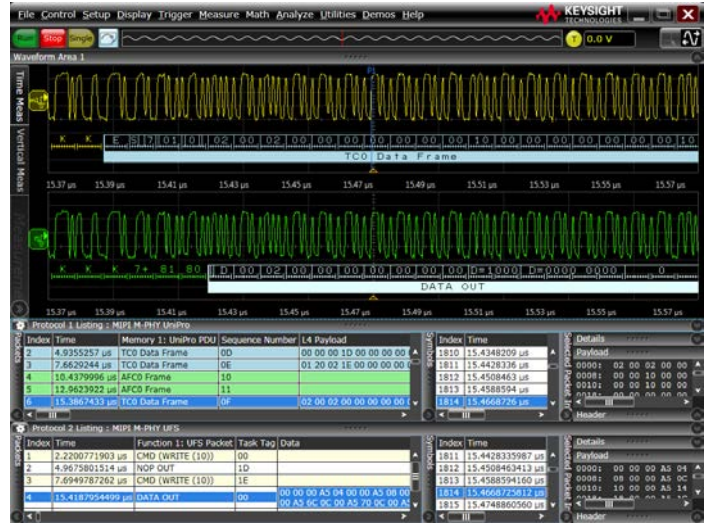 File Control Setup Display Trigger Measure Math Analyze Utilities Demos Help
KEYSIGHT
TECHNOLOGIES
Run Stop Single T 0.0 V
Waveform Area 1
Time Meas
Vertical Meas
K K E S 7 01 0 02 00 02 00 00 00 00 00 00 00 10 00 00 00 00 00 00 10
TC0 Data Frame
15.37 µs 15.39 µs 15.41 µs 15.43 µs 15.45 µs 15.47 µs 15.49 µs 15.51 µs 15.53 µs 15.55 µs 15.57 µs
K K K 7+ 81 80 D 00 02 00 00 00 00 00 00 D=1000 D=0000 0000 0
DATA OUT
15.37 µs 15.39 µs 15.41 µs 15.43 µs 15.45 µs 15.47 µs 15.49 µs 15.51 µs 15.53 µs 15.55 µs 15.57 µs
Protocol 1 Listing : MIPI M-PHY UniPro
Packets
Index Time Memory 1: UniPro PDU Sequence Number L4 Payload
2 4.9355257 µs TC0 Data Frame 0D 00 00 00 1D 00 00 00 00
3 7.6629244 µs TC0 Data Frame 0E 01 20 02 1E 00 00 00 00
4 10.4379996 µs AFC0 Frame 10
5 12.9623922 µs AFC0 Frame 11
6 15.3867433 µs TC0 Data Frame 0F 02 00 02 00 00 00 00 00
Symbols
Index Time
1810 15.4348209 µs
1811 15.4428336 µs
1812 15.4508463 µs
1813 15.4588594 µs
1814 15.4668726 µs
Selected Packet In
Details
Payload
0000: 02 00 02 00
0008: 00 00 10 00
0010: 00 00 10 00
Header
Protocol 2 Listing : MIPI M-PHY UFS
Packets
Index Time Function 1: UFS Packet Task Tag Data
1 2.2200771903 µs CMD (WRITE (10)) 00
2 4.9675801514 µs NOP OUT 1D
3 7.6949787262 µs CMD (WRITE (10)) 1E
4 15.4187954499 µs DATA OUT 00 00 00 00 A5 04 00 00 A5 08 00
00 A5 6C 0C 00 A5 70 0C 00 A5
Symbols
Index Time
1811 15.4428335987 µs
1812 15.4508463413 µs
1813 15.4588594160 µs
1814 15.4668725812 µs
1815 15.4748860560 µs
Selected Packet In
Details
Payload
0000: 00 00 00 A5 04
0008: 08 00 00 A5 0C
0010: 10 00 00 A5 14
Header